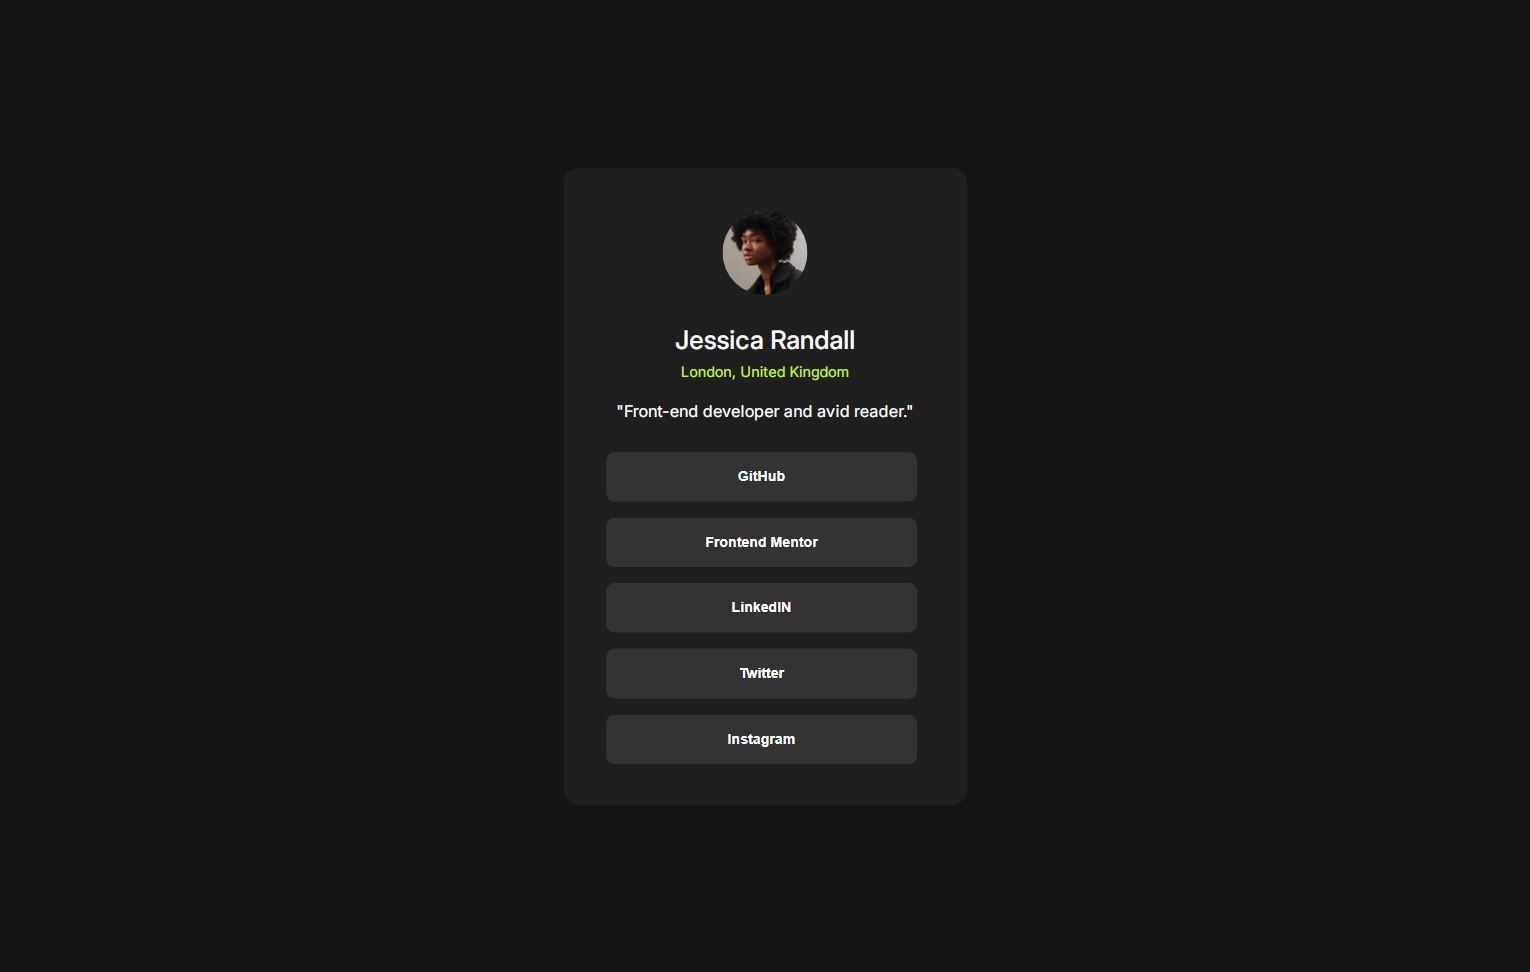 Jessica Randall
London, United Kingdom
"Front-end developer and avid reader."
GitHub
Frontend Mentor
LinkedIN
Twitter
Instagram